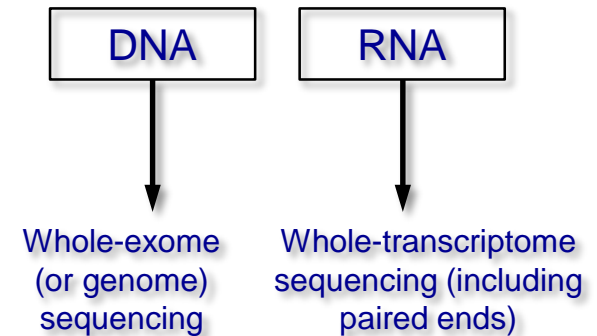 DNA
RNA
Whole-exome
(or genome)
sequencing
Whole-transcriptome
sequencing (including
paired ends)